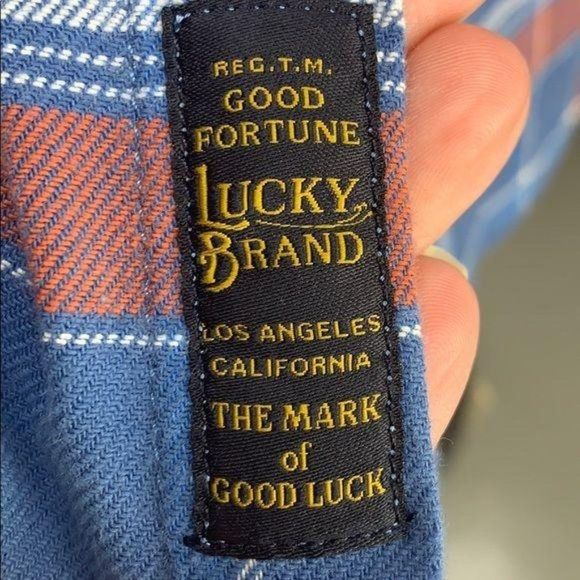 REG.T.M.
GOOD
FORTUNE
LUCKY
BRAND
LOS ANGELES
CALIFORNIA
THE MARK
of
GOOD LUCK